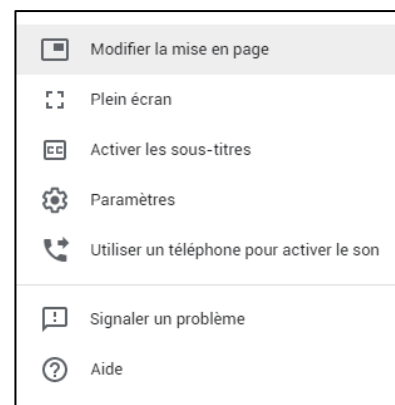 Modifier la mise en page
Plein écran
CC
Activer les sous-titres
Paramètres
Utiliser un téléphone pour activer le son
Signaler un problème
Aide